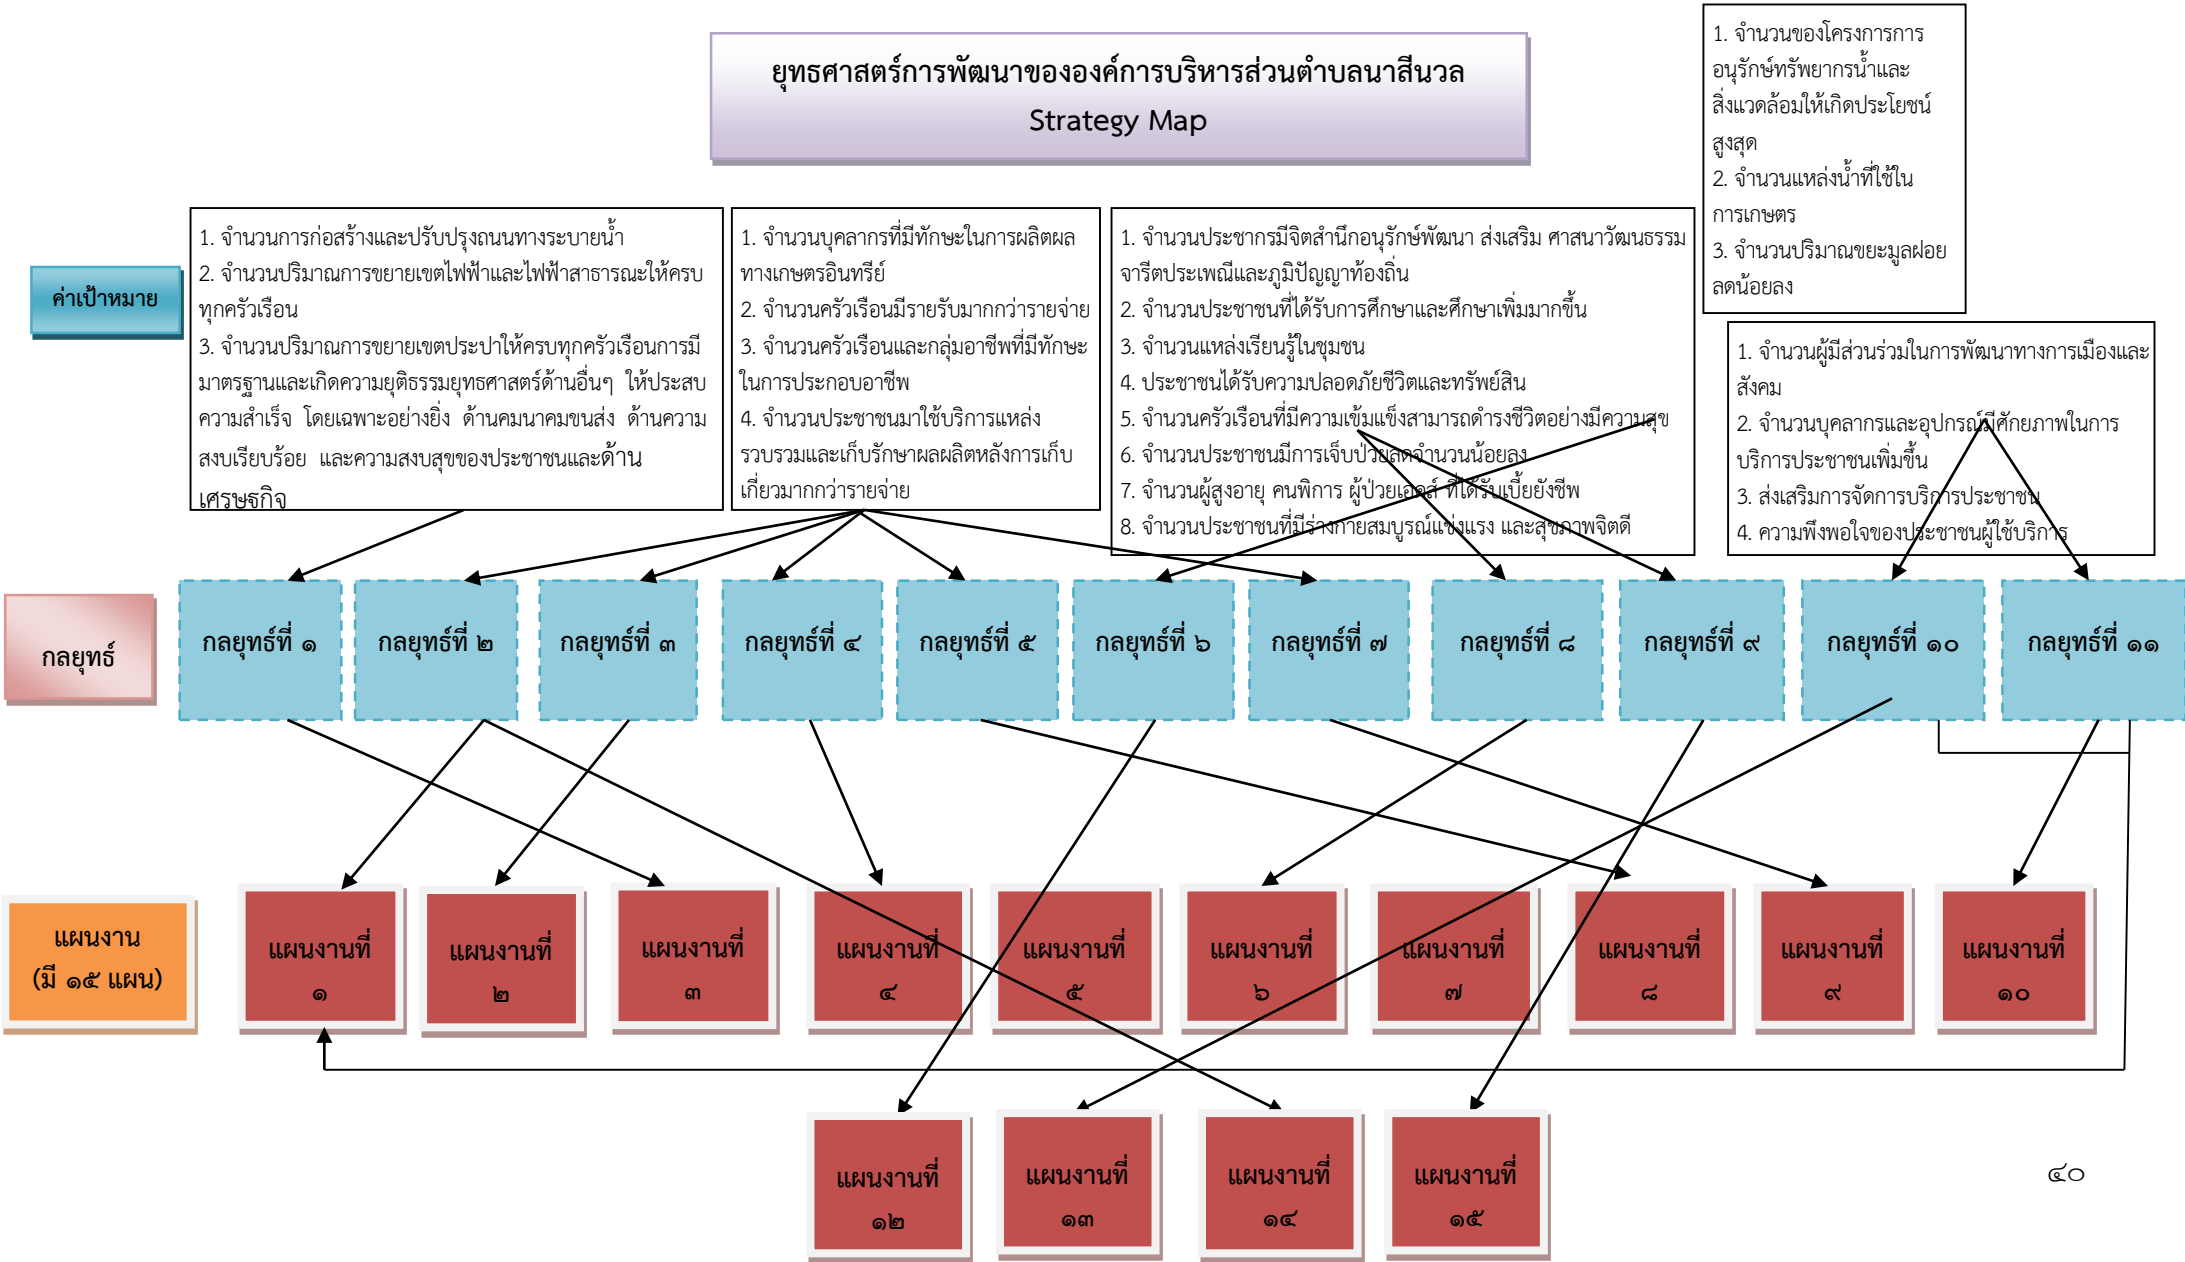 ยุทธศาสตร์การพัฒนาขององค์การบริหารส่วนตำบลนาสีนวล
Strategy Map
1. จำนวนของโครงการการ
อนุรักษ์ทรัพยากรน้ำและ
สิ่งแวดล้อมให้เกิดประโยชน์
สูงสุด
2. จำนวนแหล่งน้ำที่ใช้ใน
การเกษตร
3. จำนวนปริมาณขยะมูลฝอย
ลดน้อยลง
ค่าเป้าหมาย
1. จำนวนการก่อสร้างและปรับปรุงถนนทางระบายน้ำ
2. จำนวนปริมาณการขยายเขตไฟฟ้าและไฟฟ้าสาธารณะให้ครบ
ทุกครัวเรือน
3. จำนวนปริมาณการขยายเขตประปาให้ครบทุกครัวเรือนการมี
มาตรฐานและเกิดความยุติธรรมยุทธศาสตร์ด้านอื่นๆ ให้ประสบ
ความสำเร็จ โดยเฉพาะอย่างยิ่ง ด้านคมนาคมขนส่ง ด้านความ
สงบเรียบร้อย และความสงบสุขของประชาชนและด้าน
เศรษฐกิจ
1. จำนวนบุคลากรที่มีทักษะในการผลิตผล
ทางเกษตรอินทรีย์
2. จำนวนครัวเรือนมีรายรับมากกว่ารายจ่าย
3. จำนวนครัวเรือนและกลุ่มอาชีพที่มีทักษะ
ในการประกอบอาชีพ
4. จำนวนประชาชนมาใช้บริการแหล่ง
รวบรวมและเก็บรักษาผลผลิตหลังการเก็บ
เกี่ยวมากกว่ารายจ่าย
1. จำนวนประชากรมีจิตสำนึกอนุรักษ์พัฒนา ส่งเสริม ศาสนาวัฒนธรรม
จารีตประเพณีและภูมิปัญญาท้องถิ่น
2. จำนวนประชาชนที่ได้รับการศึกษาและศึกษาเพิ่มมากขึ้น
3. จำนวนแหล่งเรียนรู้ในชุมชน
4. ประชาชนได้รับความปลอดภัยชีวิตและทรัพย์สิน
5. จำนวนครัวเรือนที่มีความเข้มแข็งสามารถดำรงชีวิตอย่างมีความสุข
6. จำนวนประชาชนมีการเจ็บป่วยลดจำนวนน้อยลง
7. จำนวนผู้สูงอายุ คนพิการ ผู้ป่วยเอดส์ ที่ได้รับเบี้ยยังชีพ
8. จำนวนประชาชนที่มีร่างกายสมบูรณ์แข่งแรง และสุขภาพจิตดี
1. จำนวนผู้มีส่วนร่วมในการพัฒนาทางการเมืองและ
สังคม
2. จำนวนบุคลากรและอุปกรณ์มีศักยภาพในการ
บริการประชาชนเพิ่มขึ้น
3. ส่งเสริมการจัดการบริการประชาชน
4. ความพึงพอใจของประชาชนผู้ใช้บริการ
กลยุทธ์
กลยุทธ์ที่ ๑
กลยุทธ์ที่ ๒
กลยุทธ์ที่ ๓
กลยุทธ์ที่ ๔
กลยุทธ์ที่ ๕
กลยุทธ์ที่ ๖
กลยุทธ์ที่ ๗
กลยุทธ์ที่ ๘
กลยุทธ์ที่ ๙
กลยุทธ์ที่ ๑๐
กลยุทธ์ที่ ๑๑
แผนงาน
(มี ๑๕ แผน)
แผนงานที่
๑
แผนงานที่
๒
แผนงานที่
๓
แผนงานที่
๔
แผนงานที่
๕
แผนงานที่
๖
แผนงานที่
๗
แผนงานที่
๘
แผนงานที่
๙
แผนงานที่
๑๐
แผนงานที่
๑๒
แผนงานที่
๑๓
แผนงานที่
๑๔
แผนงานที่
๑๕
๔๐